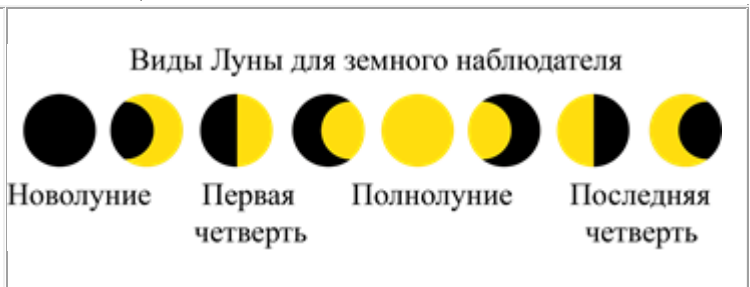 Виды Луны для земного наблюдателя
Новолуние Первая четверть Полнолуние Последняя четверть